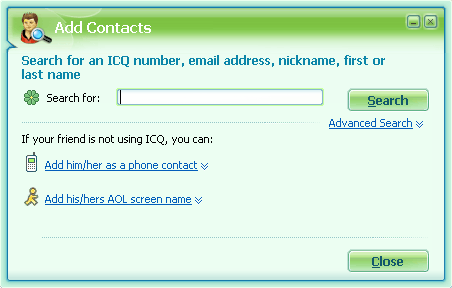 Add Contacts
Search for an ICQ number, email address, nickname, first or
last name
Search for:
Search
Advanced Search
If your friend is not using ICQ, you can:
Add him/her as a phone contact
Add his/hers AOL screen name
Close